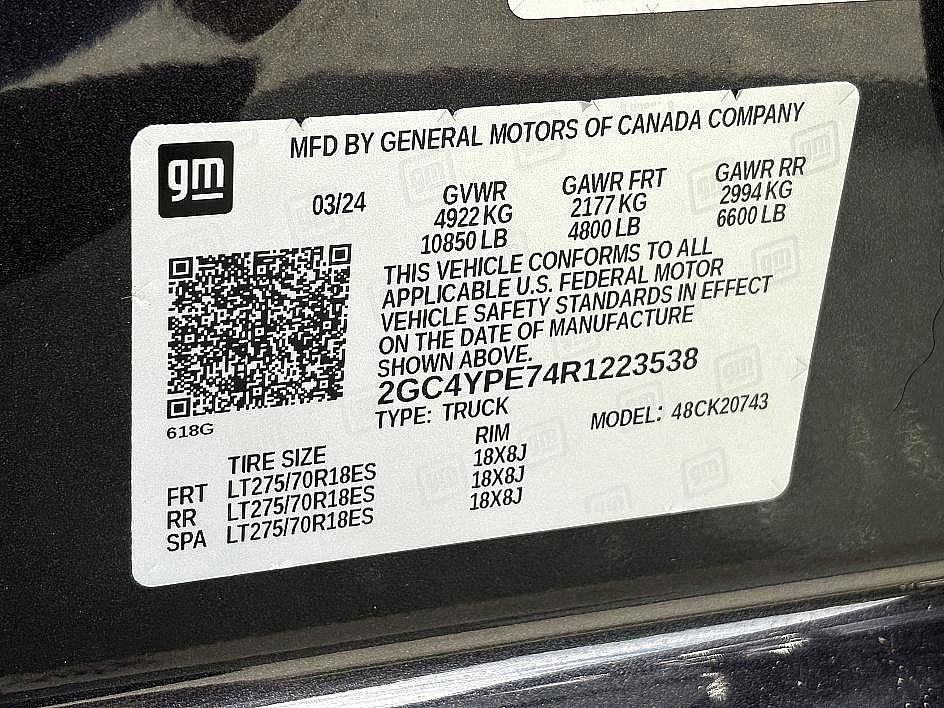 MFD BY GENERAL MOTORS OF CANADA COMPANY
gm
03/24
GVWR
4922 KG
10850 LB
GAWR FRT
2177 KG
4800 LB
GAWR RR
2994 KG
6600 LB
THIS VEHICLE CONFORMS TO ALL
APPLICABLE U.S. FEDERAL MOTOR
VEHICLE SAFETY STANDARDS IN EFFECT
ON THE DATE OF MANUFACTURE
SHOWN ABOVE.
2GC4YPE74R1223538
TYPE: TRUCK
MODEL: 48CK20743
618G
TIRE SIZE RIM
FRT LT275/70R18ES 18X8J
RR LT275/70R18ES 18X8J
SPA LT275/70R18ES 18X8J